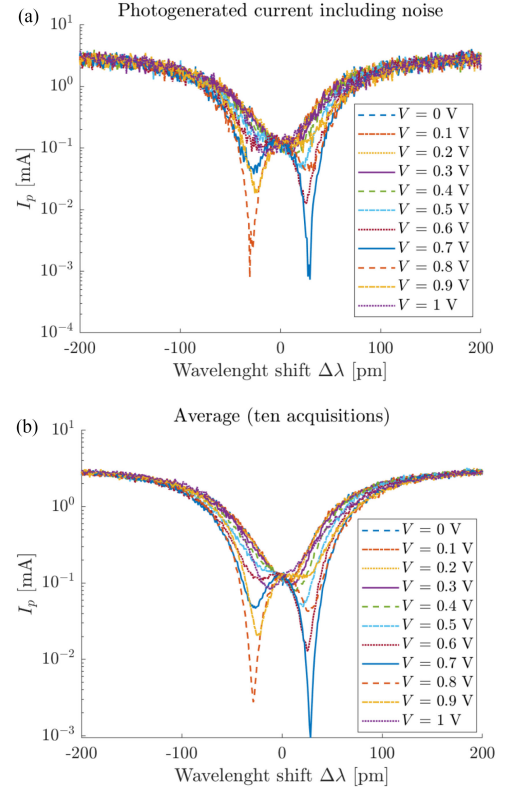 (a)
Photogenerated current including noise
10^1
10^0
10^-1
10^-2
10^-3
10^-4
I_p [mA]
V = 0 V
V = 0.1 V
V = 0.2 V
V = 0.3 V
V = 0.4 V
V = 0.5 V
V = 0.6 V
V = 0.7 V
V = 0.8 V
V = 0.9 V
V = 1 V
-200 -100 0 100 200
Wavelenght shift Δλ [pm]
(b)
Average (ten acquisitions)
10^1
10^0
10^-1
10^-2
10^-3
I_p [mA]
V = 0 V
V = 0.1 V
V = 0.2 V
V = 0.3 V
V = 0.4 V
V = 0.5 V
V = 0.6 V
V = 0.7 V
V = 0.8 V
V = 0.9 V
V = 1 V
-200 -100 0 100 200
Wavelenght shift Δλ [pm]